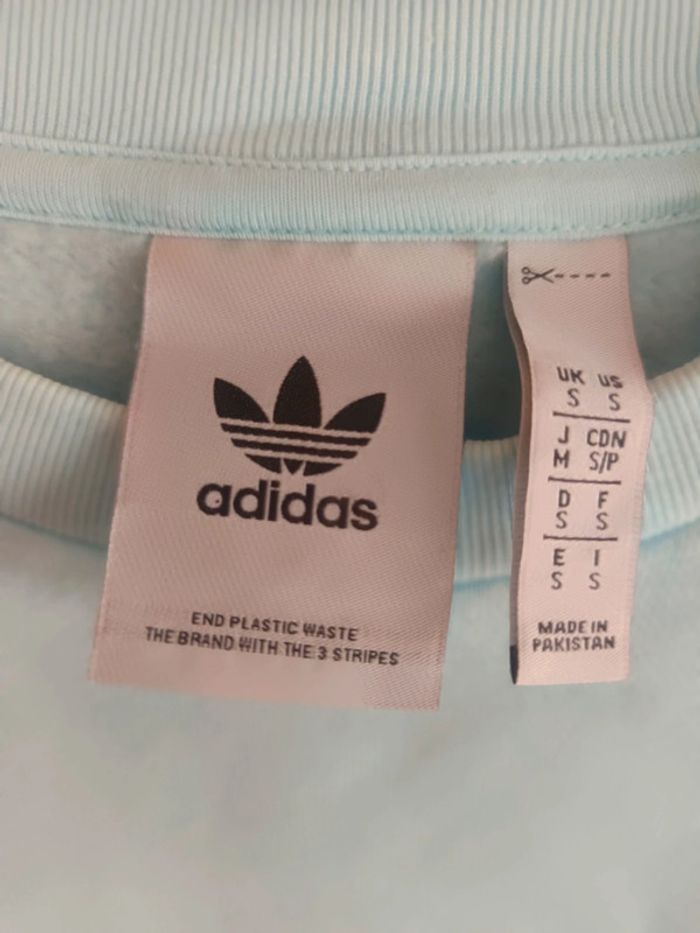 adidas
END PLASTIC WASTE
THE BRAND WITH THE 3 STRIPES
UK US
S S
J CDN
M S/P
D F
S S
E I
S S
MADE IN
PAKISTAN